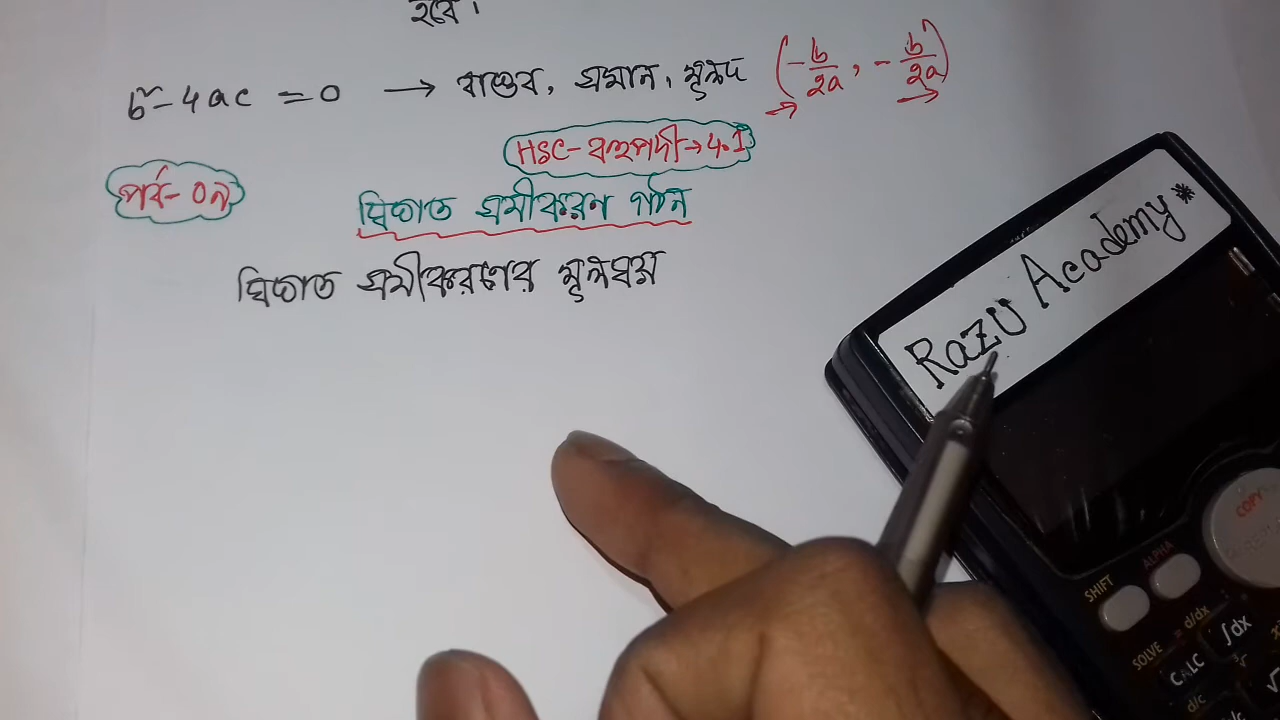 হবে।
b² - 4ac = 0 → বাস্তব, সমান, মূলদ (-b/2a, -b/2a)
HSC - বহুপদী → 4.1
পর্ব - ০৯
দ্বিঘাত সমীকরণ গঠন
দ্বিঘাত সমীকরণের মূলদ্বয়
Razu Academy *
COPY
SHIFT
ALPHA
SOLVE
d/dx
CALC
∫dx
d/c